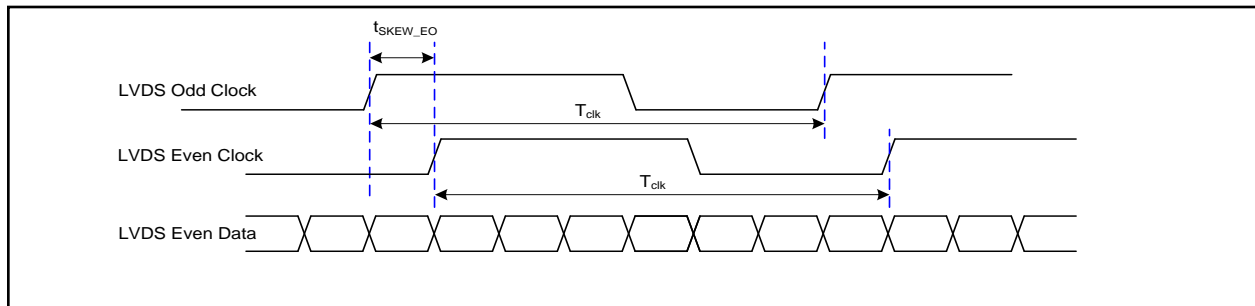 tSKEW_EO
LVDS Odd Clock
Tclk
LVDS Even Clock
Tclk
LVDS Even Data